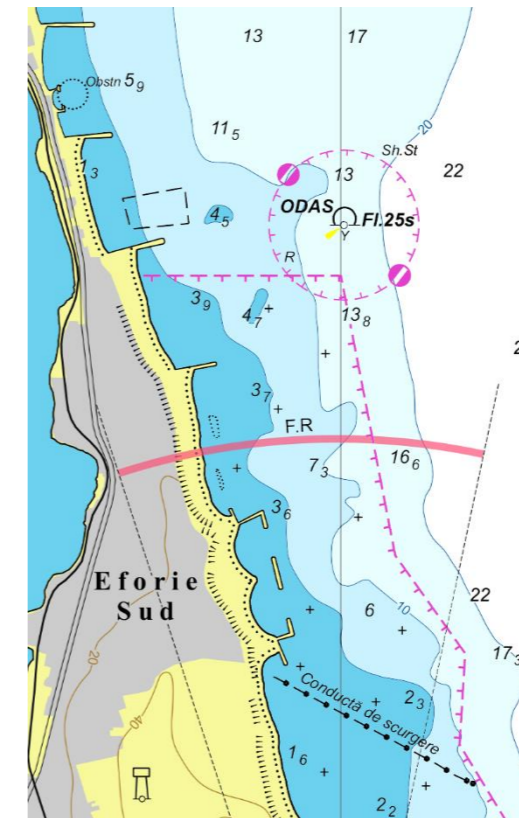 13
17
Obstn 5₉
11₅
20
Sh.St
13
1₃
22
ODAS
Fl.25s
4₅
Y
R
3₉
4₇
13₈
2
3₇
F.R
7₃
16₆
3₆
Eforie
Sud
22
6
10
20
17₃
2₃
Conductă de scurgere
40
1₆
2₂